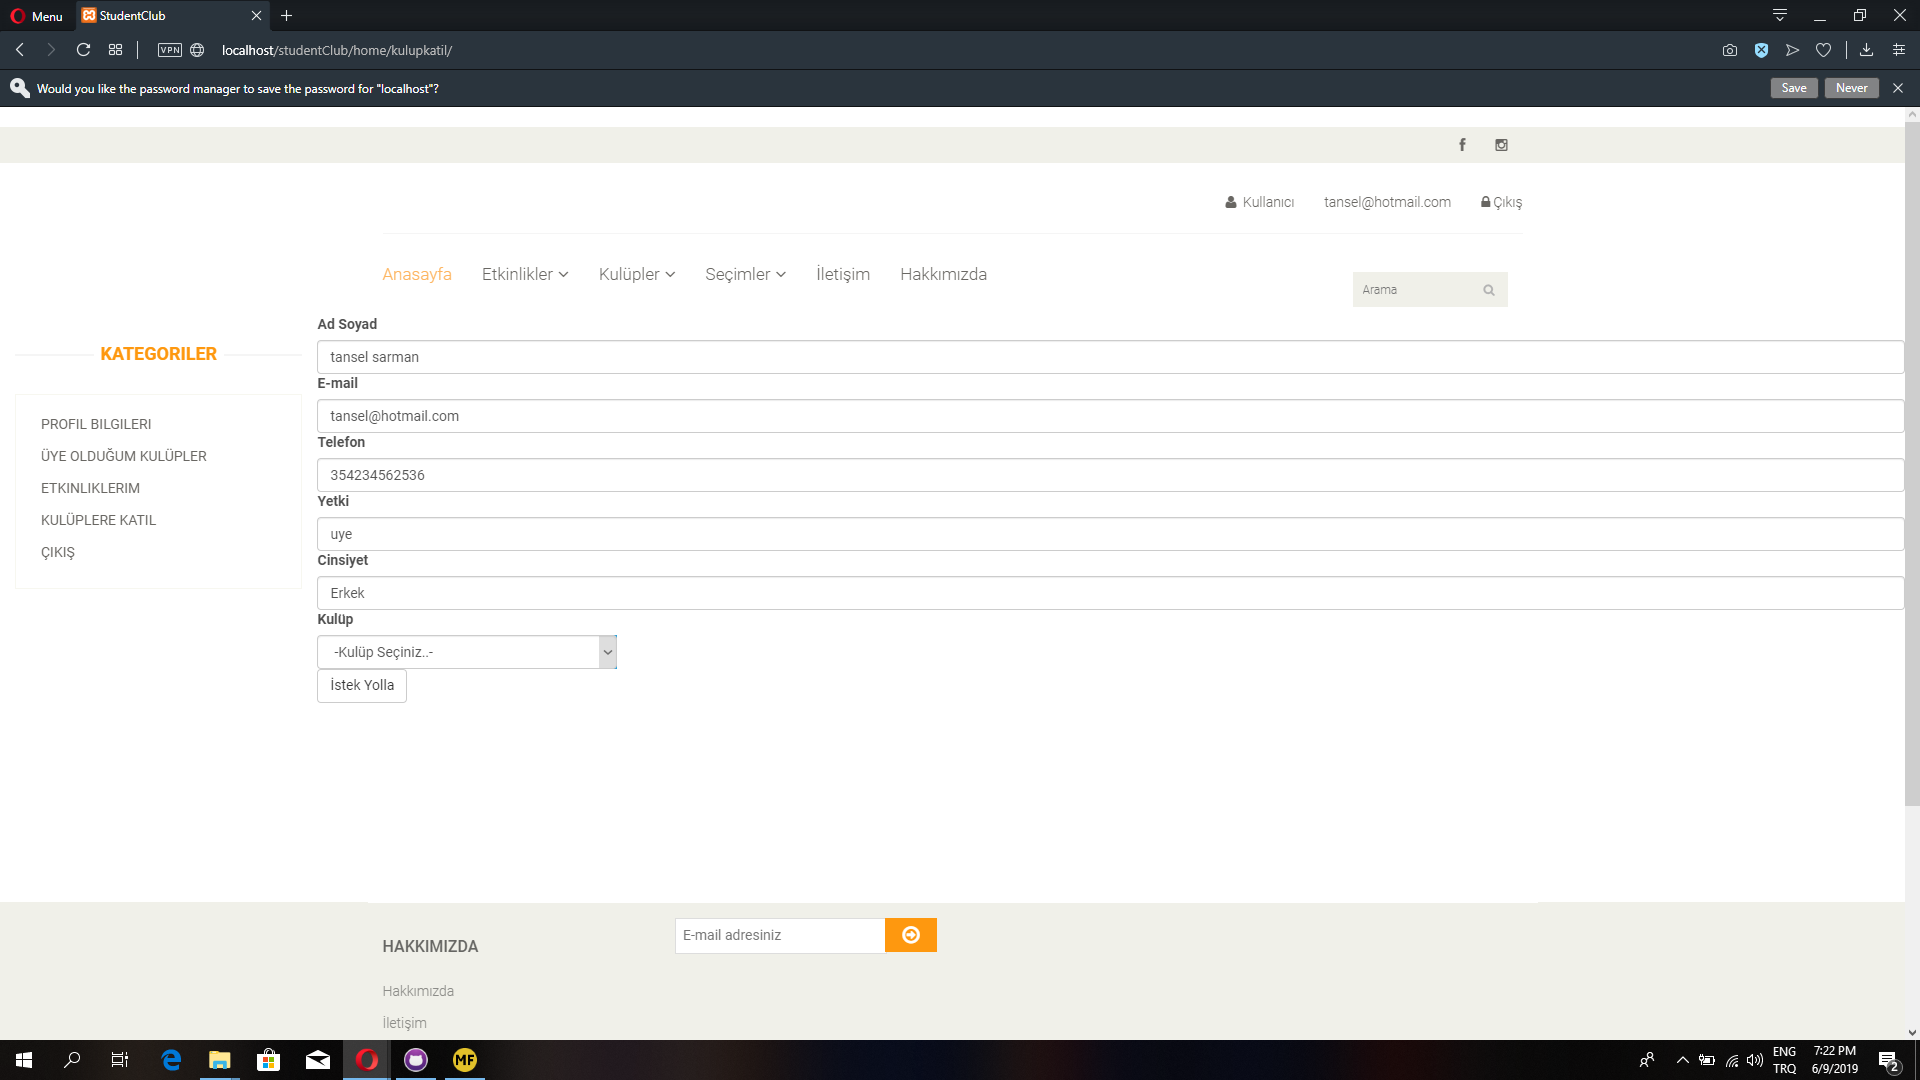 Menu
StudentClub
VPN
localhost/studentClub/home/kulupkatil/
Would you like the password manager to save the password for "localhost"?
Save
Never
Kullanıcı
tansel@hotmail.com
Çıkış
Anasayfa
Etkinlikler
Kulüpler
Seçimler
İletişim
Hakkımızda
Arama
KATEGORILER
PROFIL BILGILERI
ÜYE OLDUĞUM KULÜPLER
ETKINLIKLERIM
KULÜPLERE KATIL
ÇIKIŞ
Ad Soyad
tansel sarman
E-mail
tansel@hotmail.com
Telefon
354234562536
Yetki
uye
Cinsiyet
Erkek
Kulüp
-Kulüp Seçiniz..-
İstek Yolla
HAKKIMIZDA
Hakkımızda
İletişim
E-mail adresiniz
MF
ENG
TRQ
7:22 PM
6/9/2019
2